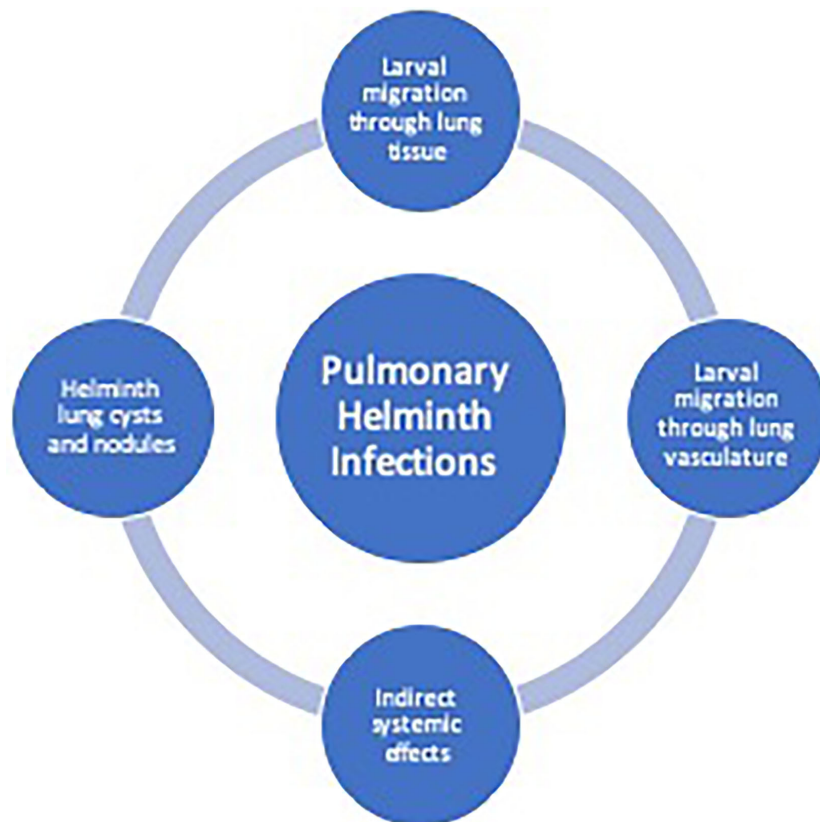 Larval
migration
through lung
tissue
Helminth
lung cysts
and nodules
Pulmonary
Helminth
Infections
Larval
migration
through lung
vasculature
Indirect
systemic
effects